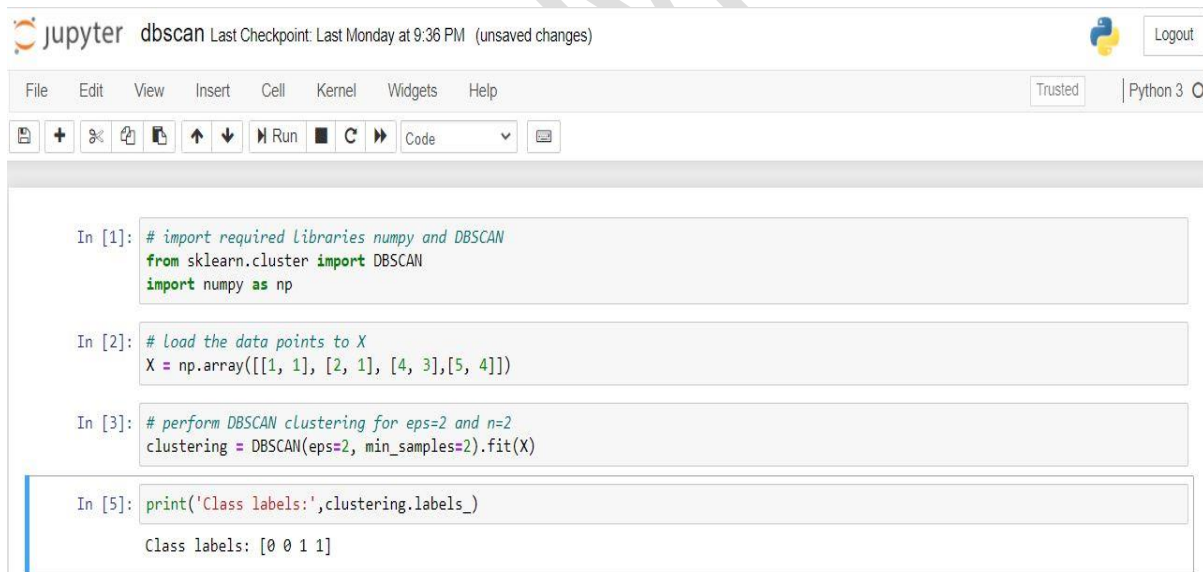 jupyter dbscan Last Checkpoint: Last Monday at 9:36 PM (unsaved changes) Logout
File Edit View Insert Cell Kernel Widgets Help Trusted Python 3
Run Code
In [1]: # import required libraries numpy and DBSCAN
from sklearn.cluster import DBSCAN
import numpy as np
In [2]: # load the data points to X
X = np.array([[1, 1], [2, 1], [4, 3],[5, 4]])
In [3]: # perform DBSCAN clustering for eps=2 and n=2
clustering = DBSCAN(eps=2, min_samples=2).fit(X)
In [5]: print('Class labels:',clustering.labels_)
Class labels: [0 0 1 1]